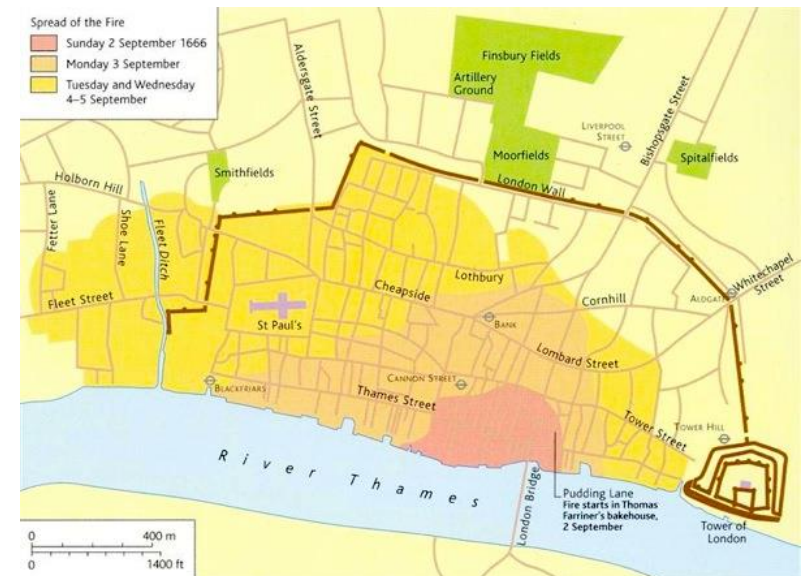 Spread of the Fire
Sunday 2 September 1666
Monday 3 September
Tuesday and Wednesday
4–5 September
Finsbury Fields
Artillery
Ground
Aldersgate Street
Bishopsgate Street
LIVERPOOL
STREET
Moorfields
Spitalfields
Smithfields
London Wall
Holborn Hill
Fetter Lane
Shoe Lane
Fleet Ditch
Fleet Street
Lothbury
Cheapside
Cornhill
ALDGATE
Whitechapel
Street
St Paul's
BANK
Lombard Street
CANNON STREET
BLACKFRIARS
Thames Street
Tower Street
TOWER HILL
River Thames
London Bridge
Pudding Lane
Fire starts in Thomas
Farriner's bakehouse,
2 September
Tower of
London
0 400 m
0 1400 ft